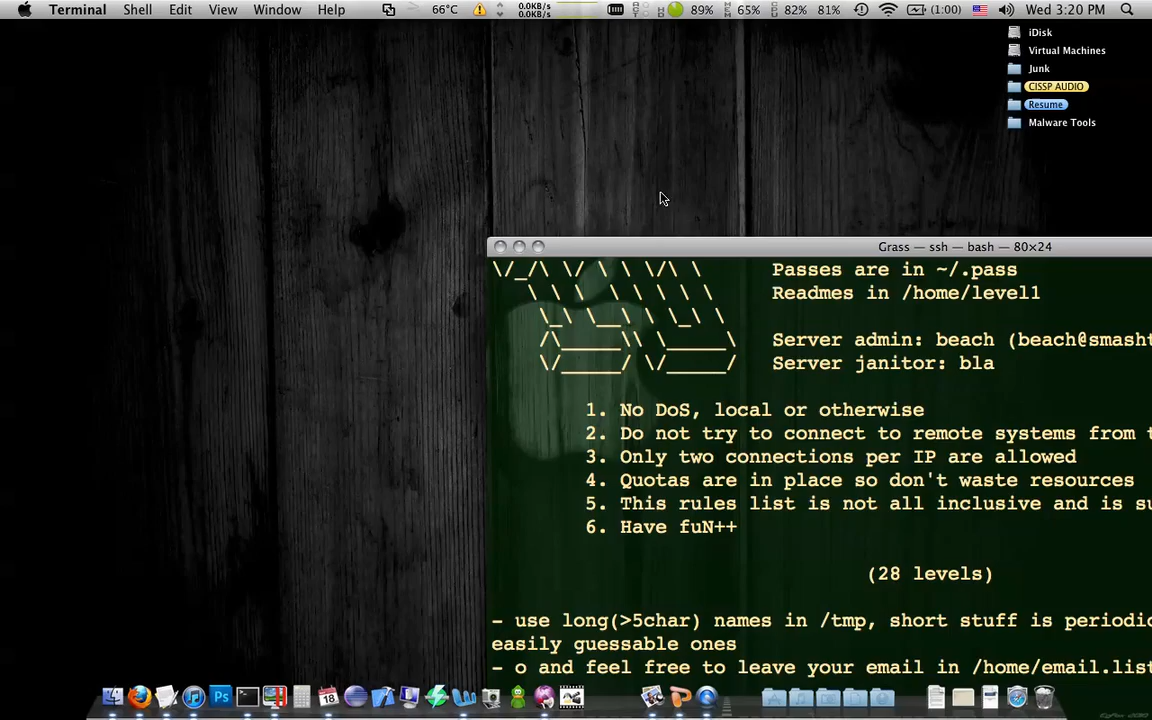 Terminal Shell Edit View Window Help 66°C 0.0KB/s 0.0KB/s 89% MEM 65% CPU 82% 81% (1:00) Wed 3:20 PM
iDisk
Virtual Machines
Junk
CISSP AUDIO
Resume
Malware Tools
Grass — ssh — bash — 80×24
Passes are in ~/.pass
Readmes in /home/level1
Server admin: beach (beach@smasht
Server janitor: bla
1. No DoS, local or otherwise
2. Do not try to connect to remote systems from t
3. Only two connections per IP are allowed
4. Quotas are in place so don't waste resources
5. This rules list is not all inclusive and is su
6. Have fuN++
(28 levels)
- use long(>5char) names in /tmp, short stuff is periodic
easily guessable ones
- o and feel free to leave your email in /home/email.list
18